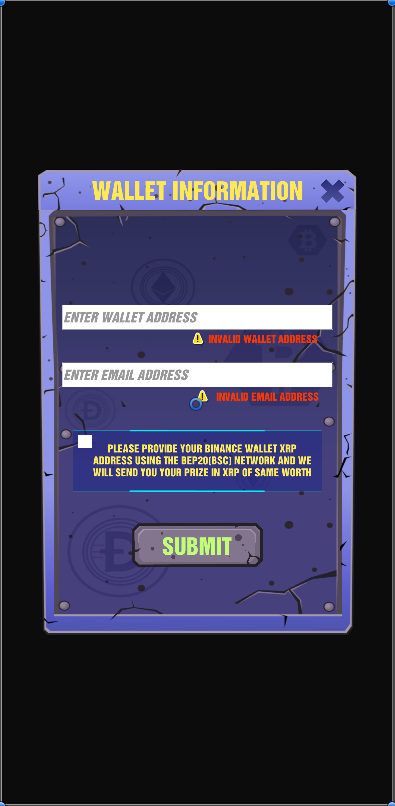 WALLET INFORMATION
ENTER WALLET ADDRESS
INVALID WALLET ADDRESS
ENTER EMAIL ADDRESS
INVALID EMAIL ADDRESS
PLEASE PROVIDE YOUR BINANCE WALLET XRP
ADDRESS USING THE BEP20(BSC) NETWORK AND WE
WILL SEND YOU YOUR PRIZE IN XRP OF SAME WORTH
SUBMIT